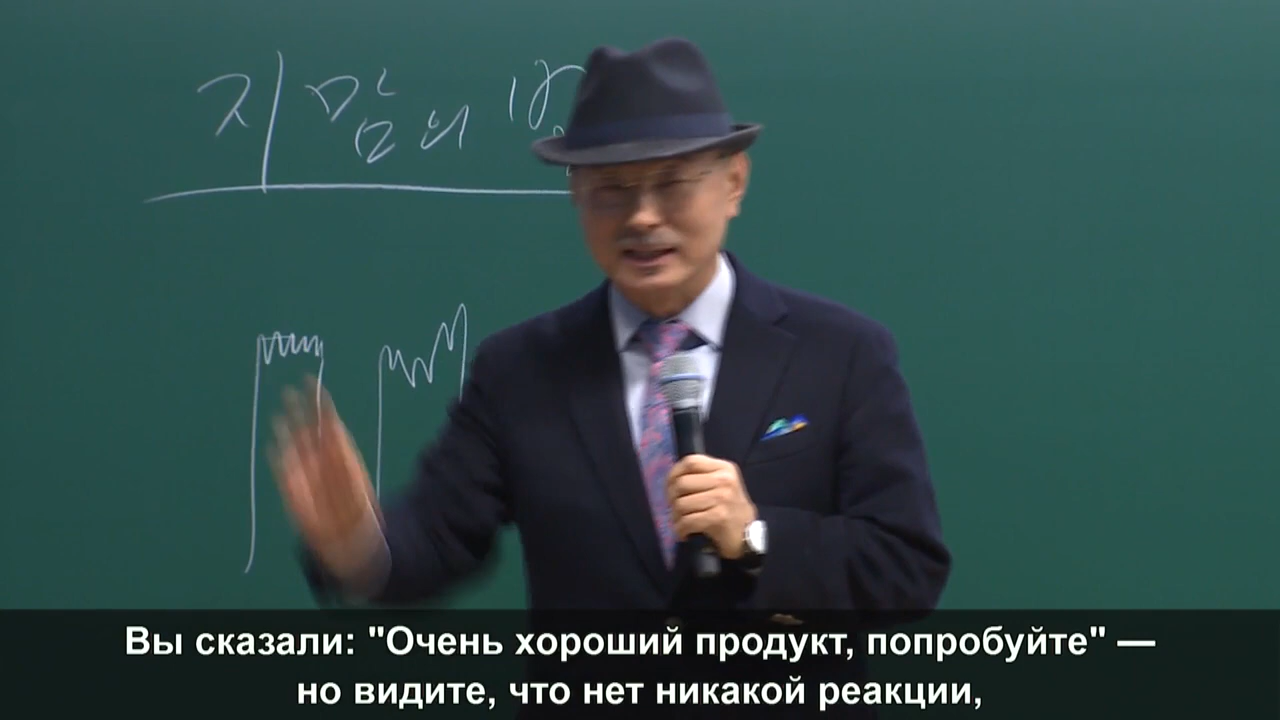 Вы сказали: "Очень хороший продукт, попробуйте" —
но видите, что нет никакой реакции,